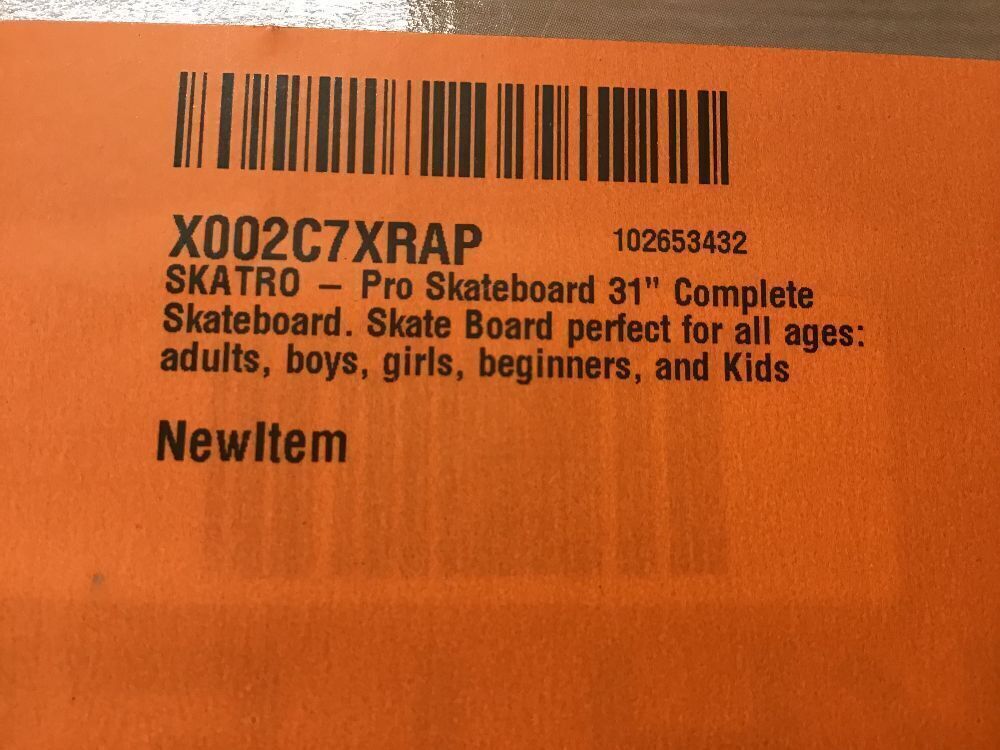 X002C7XRAP 102653432
SKATRO – Pro Skateboard 31" Complete
Skateboard. Skate Board perfect for all ages:
adults, boys, girls, beginners, and Kids
NewItem